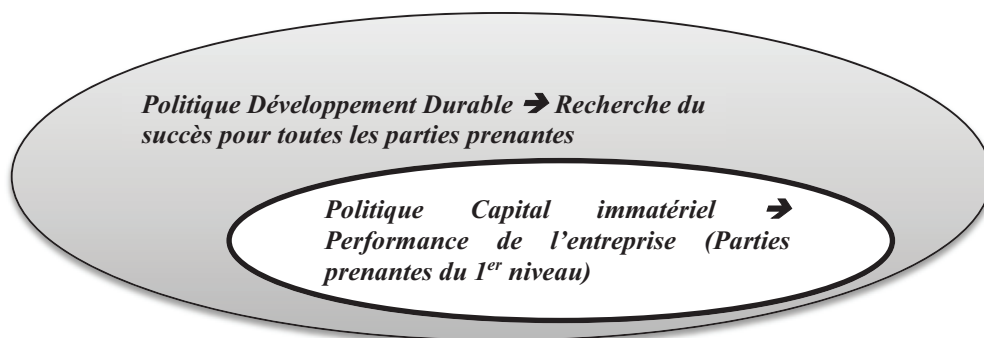 Politique Développement Durable ➔ Recherche du
succès pour toutes les parties prenantes
Politique Capital immatériel ➔
Performance de l’entreprise (Parties
prenantes du 1er niveau)